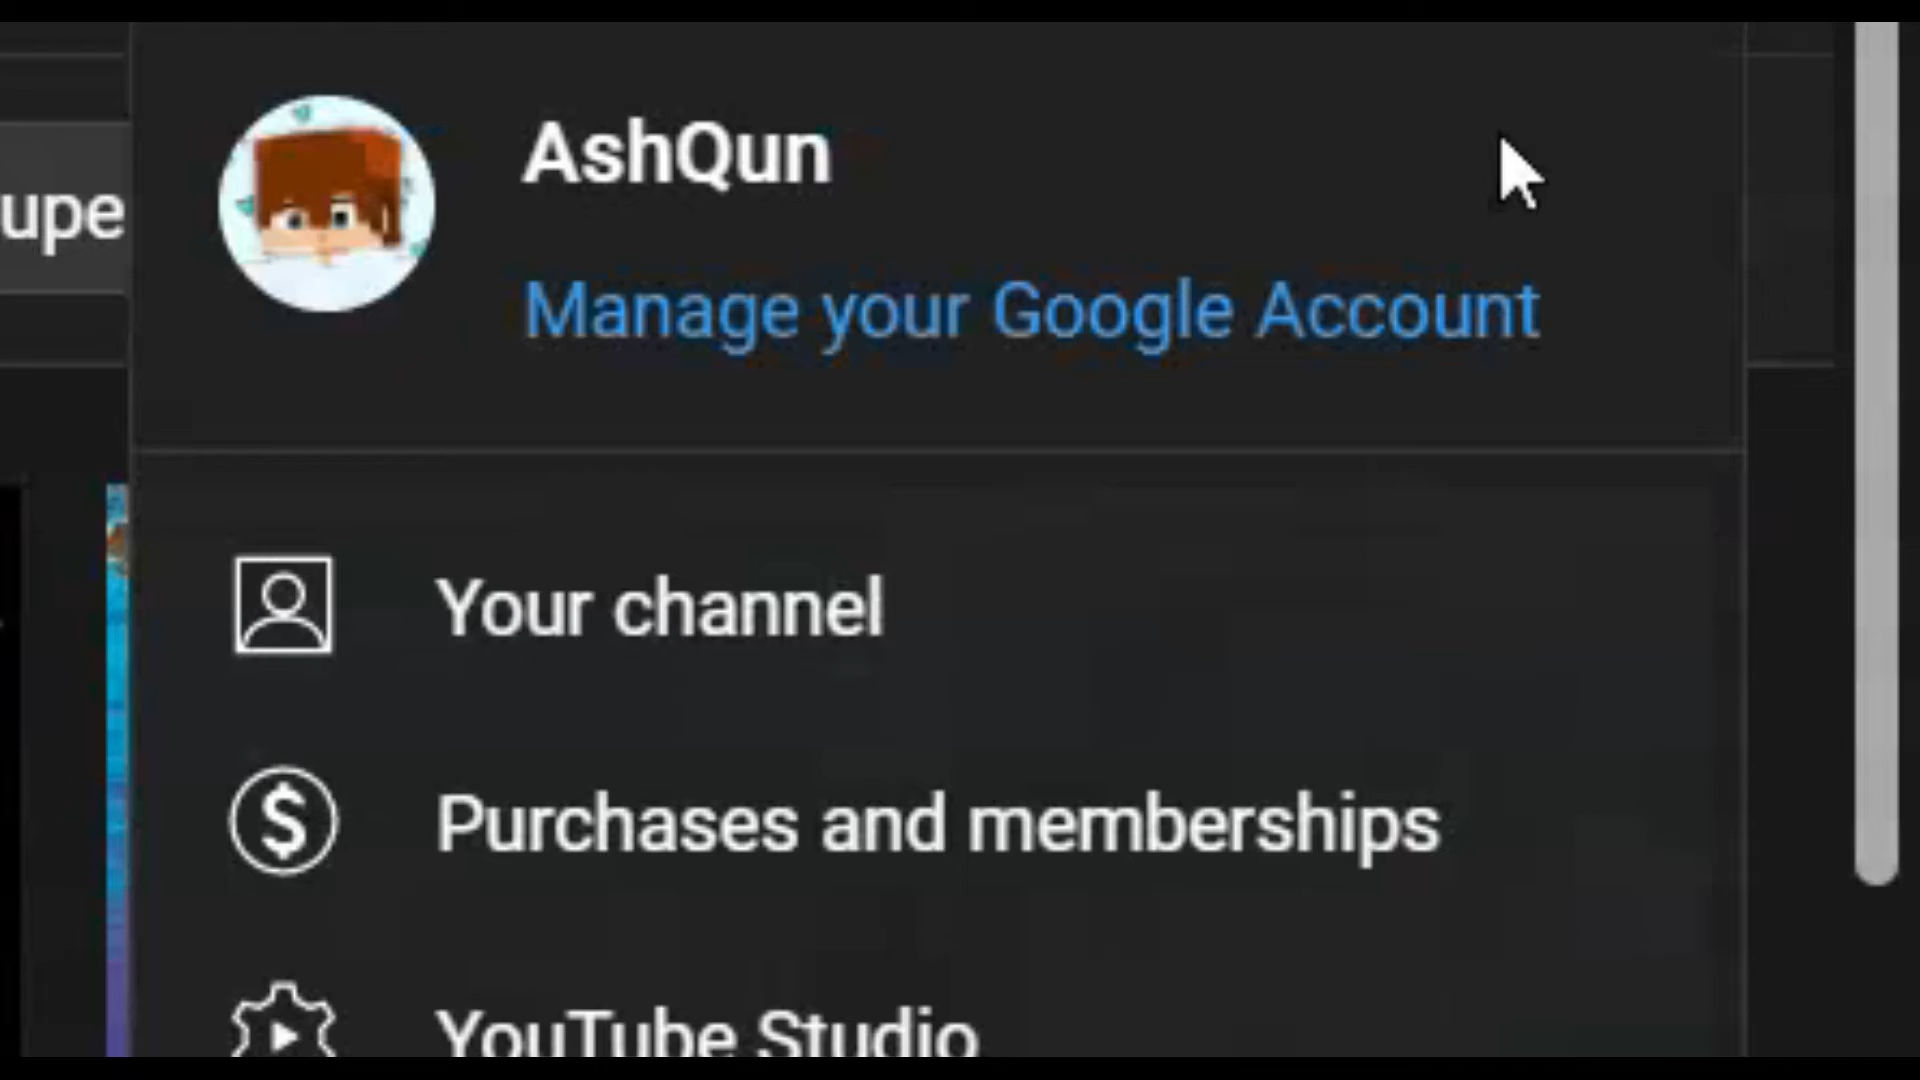 AshQun
upe
Manage your Google Account
Your channel
Purchases and memberships
YouTube Studio